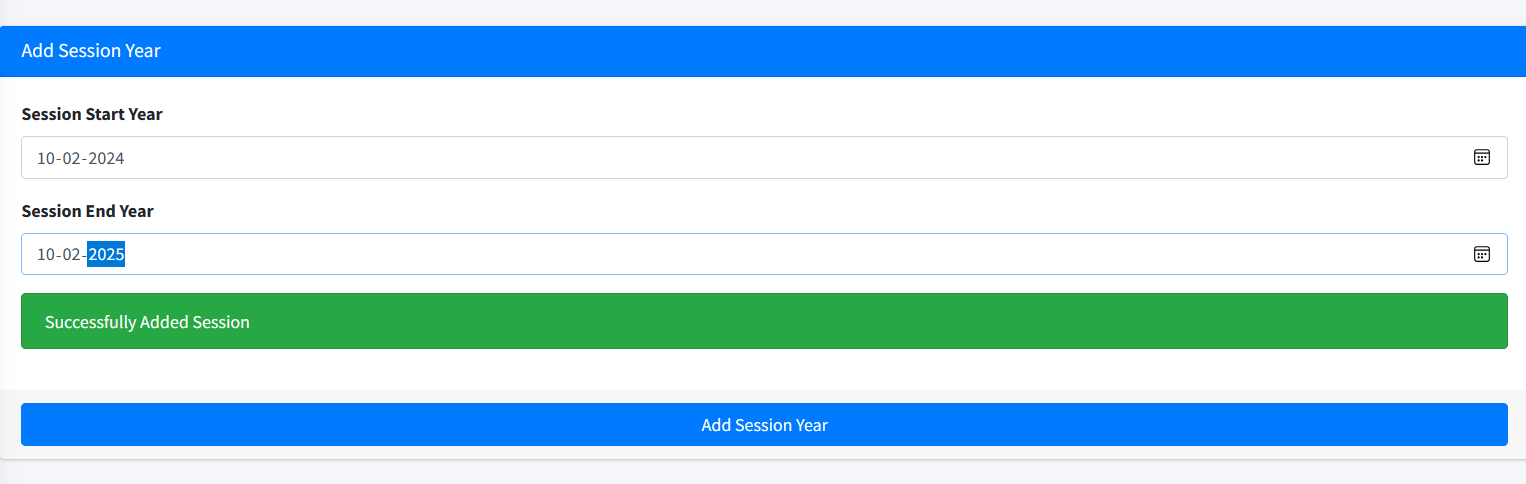 Add Session Year
Session Start Year
10-02-2024
Session End Year
10-02-2025
Successfully Added Session
Add Session Year